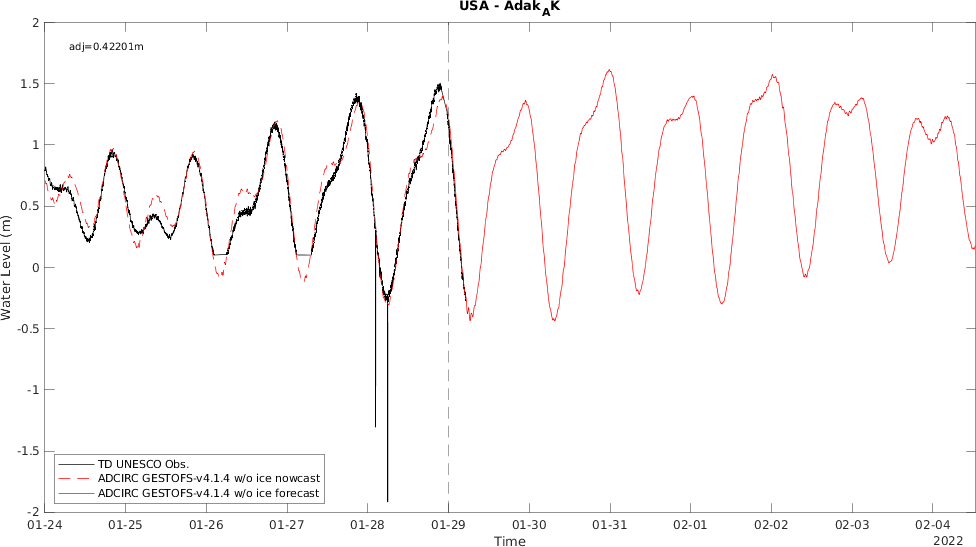 USA - AdakAK
adj=0.42201m
2
1.5
1
0.5
0
-0.5
-1
-1.5
-2
Water Level (m)
TD UNESCO Obs.
ADCIRC GESTOFS-v4.1.4 w/o ice nowcast
ADCIRC GESTOFS-v4.1.4 w/o ice forecast
01-24 01-25 01-26 01-27 01-28 01-29 01-30 01-31 02-01 02-02 02-03 02-04
Time
2022